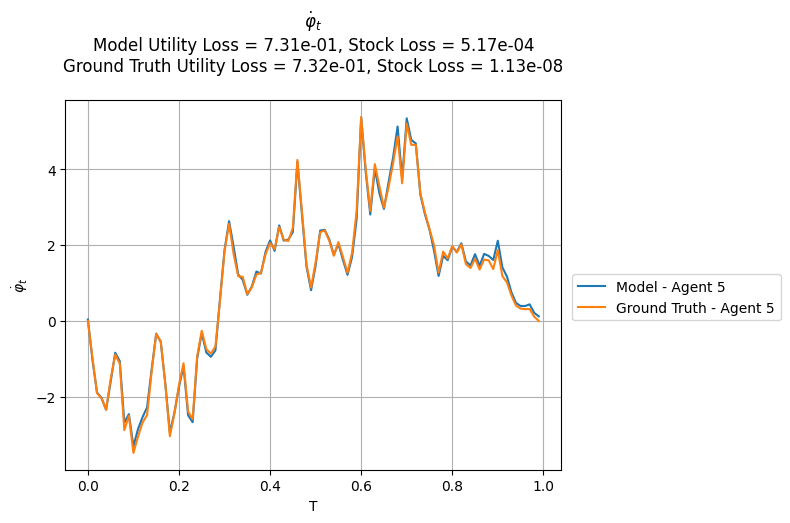 φ̇ₜ
Model Utility Loss = 7.31e-01, Stock Loss = 5.17e-04
Ground Truth Utility Loss = 7.32e-01, Stock Loss = 1.13e-08
4
2
0
−2
φ̇ₜ
0.0
0.2
0.4
0.6
0.8
1.0
T
Model - Agent 5
Ground Truth - Agent 5